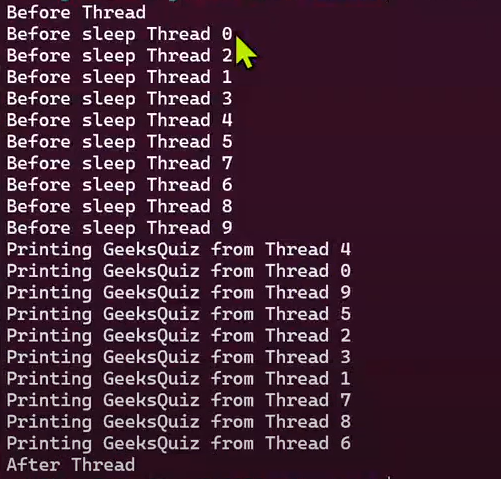 Before Thread
Before sleep Thread 0
Before sleep Thread 2
Before sleep Thread 1
Before sleep Thread 3
Before sleep Thread 4
Before sleep Thread 5
Before sleep Thread 7
Before sleep Thread 6
Before sleep Thread 8
Before sleep Thread 9
Printing GeeksQuiz from Thread 4
Printing GeeksQuiz from Thread 0
Printing GeeksQuiz from Thread 9
Printing GeeksQuiz from Thread 5
Printing GeeksQuiz from Thread 2
Printing GeeksQuiz from Thread 3
Printing GeeksQuiz from Thread 1
Printing GeeksQuiz from Thread 7
Printing GeeksQuiz from Thread 8
Printing GeeksQuiz from Thread 6
After Thread